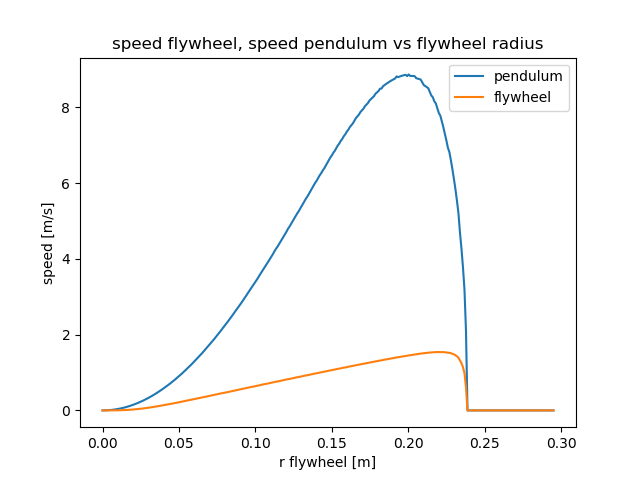 speed flywheel, speed pendulum vs flywheel radius
pendulum
flywheel
speed [m/s]
8
6
4
2
0
0.00 0.05 0.10 0.15 0.20 0.25 0.30
r flywheel [m]